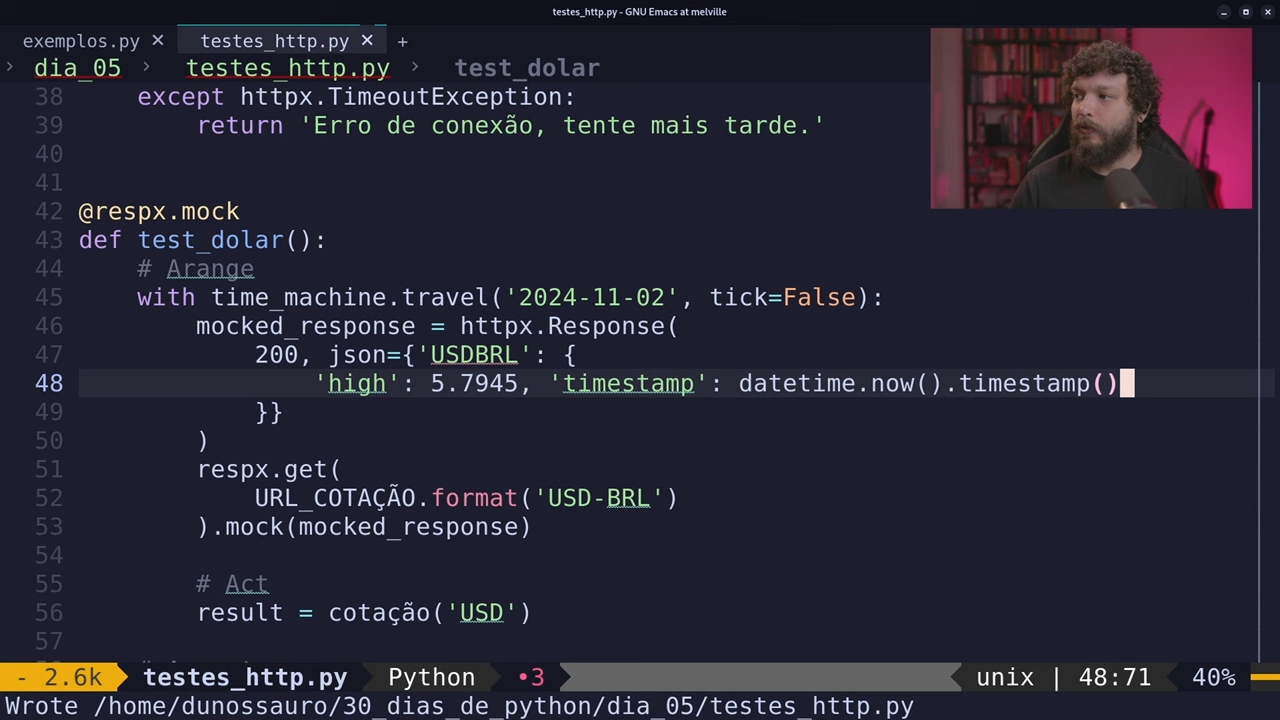 testes_http.py - GNU Emacs at melville
exemplos.py × testes_http.py × +
> dia_05 > testes_http.py > test_dolar
38 except httpx.TimeoutException:
39 return 'Erro de conexão, tente mais tarde.'
40
41
42 @respx.mock
43 def test_dolar():
44 # Arange
45 with time_machine.travel('2024-11-02', tick=False):
46 mocked_response = httpx.Response(
47 200, json={'USDBRL': {
48 'high': 5.7945, 'timestamp': datetime.now().timestamp()
49 }}
50 )
51 respx.get(
52 URL_COTAÇÃO.format('USD-BRL')
53 ).mock(mocked_response)
54
55 # Act
56 result = cotação('USD')
57
- 2.6k testes_http.py Python •3 unix | 48:71 40%
Wrote /home/dunossauro/30_dias_de_python/dia_05/testes_http.py